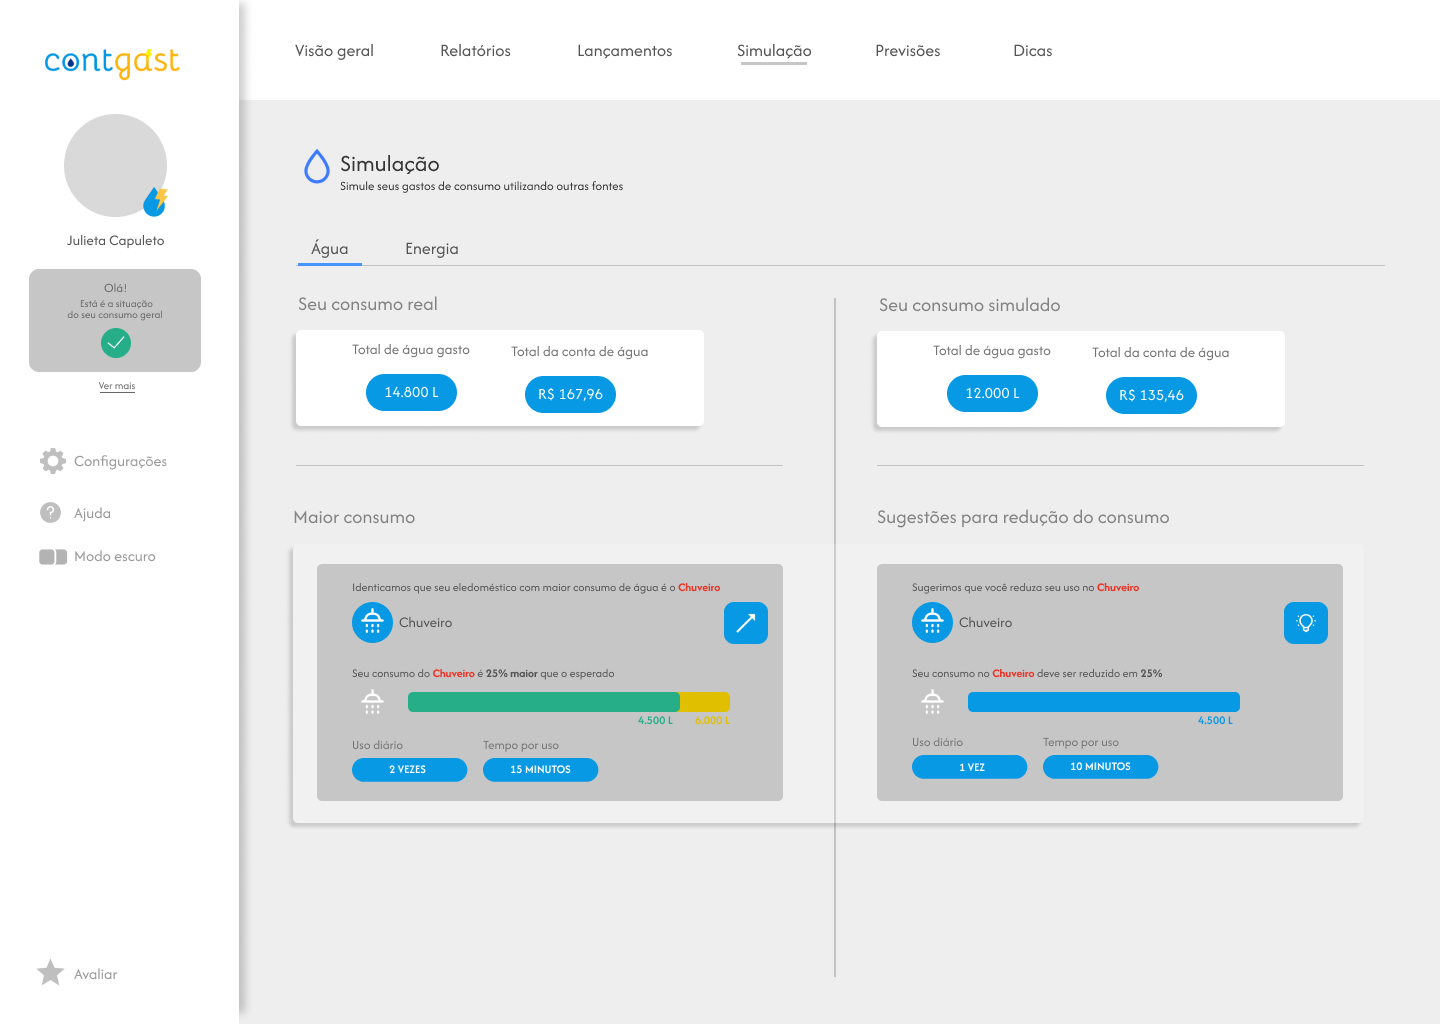 contgast
Julieta Capuleto
Olá!
Está é a situação
do seu consumo geral
Ver mais
Configurações
Ajuda
Modo escuro
Avaliar
Visão geral
Relatórios
Lançamentos
Simulação
Previsões
Dicas
Simulação
Simule seus gastos de consumo utilizando outras fontes
Água
Energia
Seu consumo real
Total de água gasto
Total da conta de água
14.800 L
R$ 167,96
Seu consumo simulado
Total de água gasto
Total da conta de água
12.000 L
R$ 135,46
Maior consumo
Identicamos que seu eledoméstico com maior consumo de água é o Chuveiro
Chuveiro
Seu consumo do Chuveiro é 25% maior que o esperado
4.500 L
6.000 L
Uso diário
Tempo por uso
2 VEZES
15 MINUTOS
Sugestões para redução do consumo
Sugerimos que você reduza seu uso no Chuveiro
Chuveiro
Seu consumo no Chuveiro deve ser reduzido em 25%
4.500 L
Uso diário
Tempo por uso
1 VEZ
10 MINUTOS